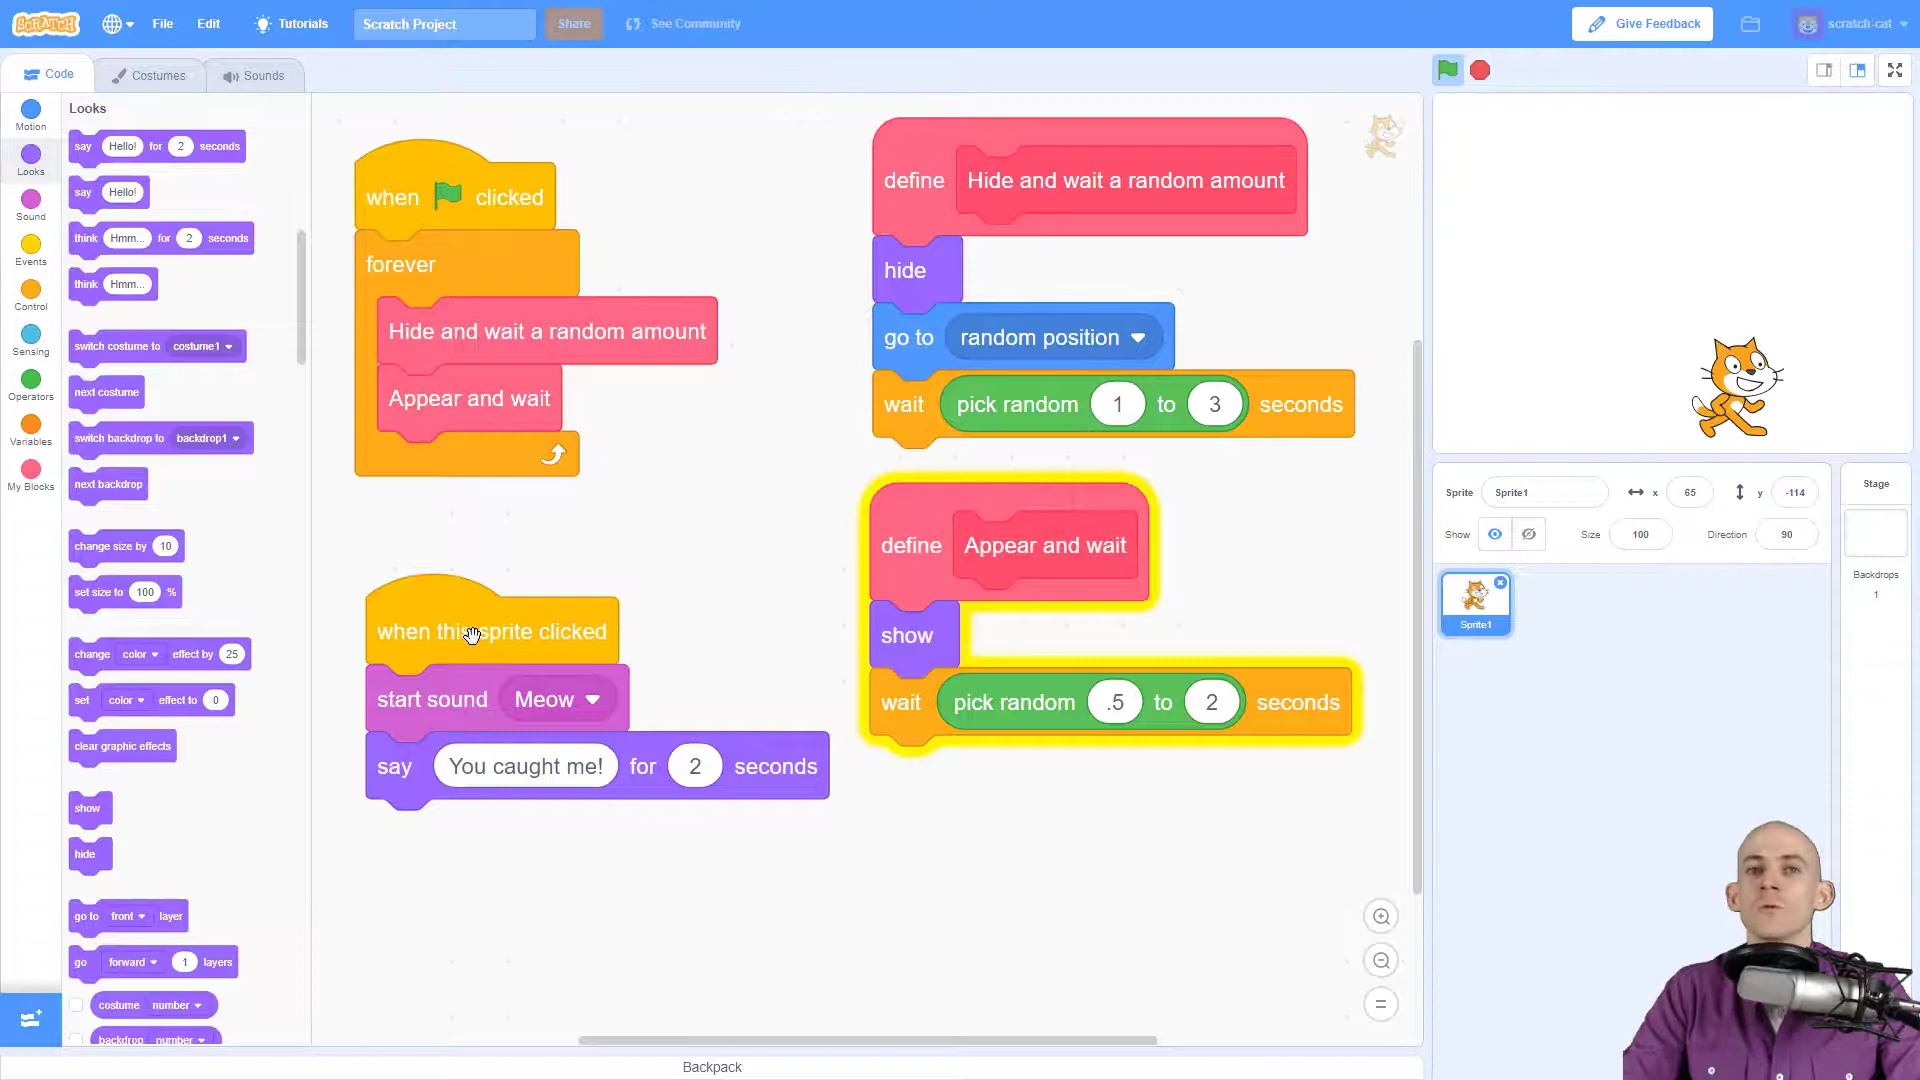 SCRATCH File Edit Tutorials Scratch Project Share See Community Give Feedback scratch-cat
Code Costumes Sounds
Motion
Looks
Sound
Events
Control
Sensing
Operators
Variables
My Blocks
Looks
say Hello! for 2 seconds
say Hello!
think Hmm... for 2 seconds
think Hmm...
switch costume to costume1
next costume
switch backdrop to backdrop1
next backdrop
change size by 10
set size to 100 %
change color effect by 25
set color effect to 0
clear graphic effects
show
hide
go to front layer
go forward 1 layers
costume number
backdrop number
when clicked
forever
Hide and wait a random amount
Appear and wait
when this sprite clicked
start sound Meow
say You caught me! for 2 seconds
define Hide and wait a random amount
hide
go to random position
wait pick random 1 to 3 seconds
define Appear and wait
show
wait pick random .5 to 2 seconds
Sprite Sprite1 x 65 y -114
Show Size 100 Direction 90
Sprite1
Stage
Backdrops
1
Backpack